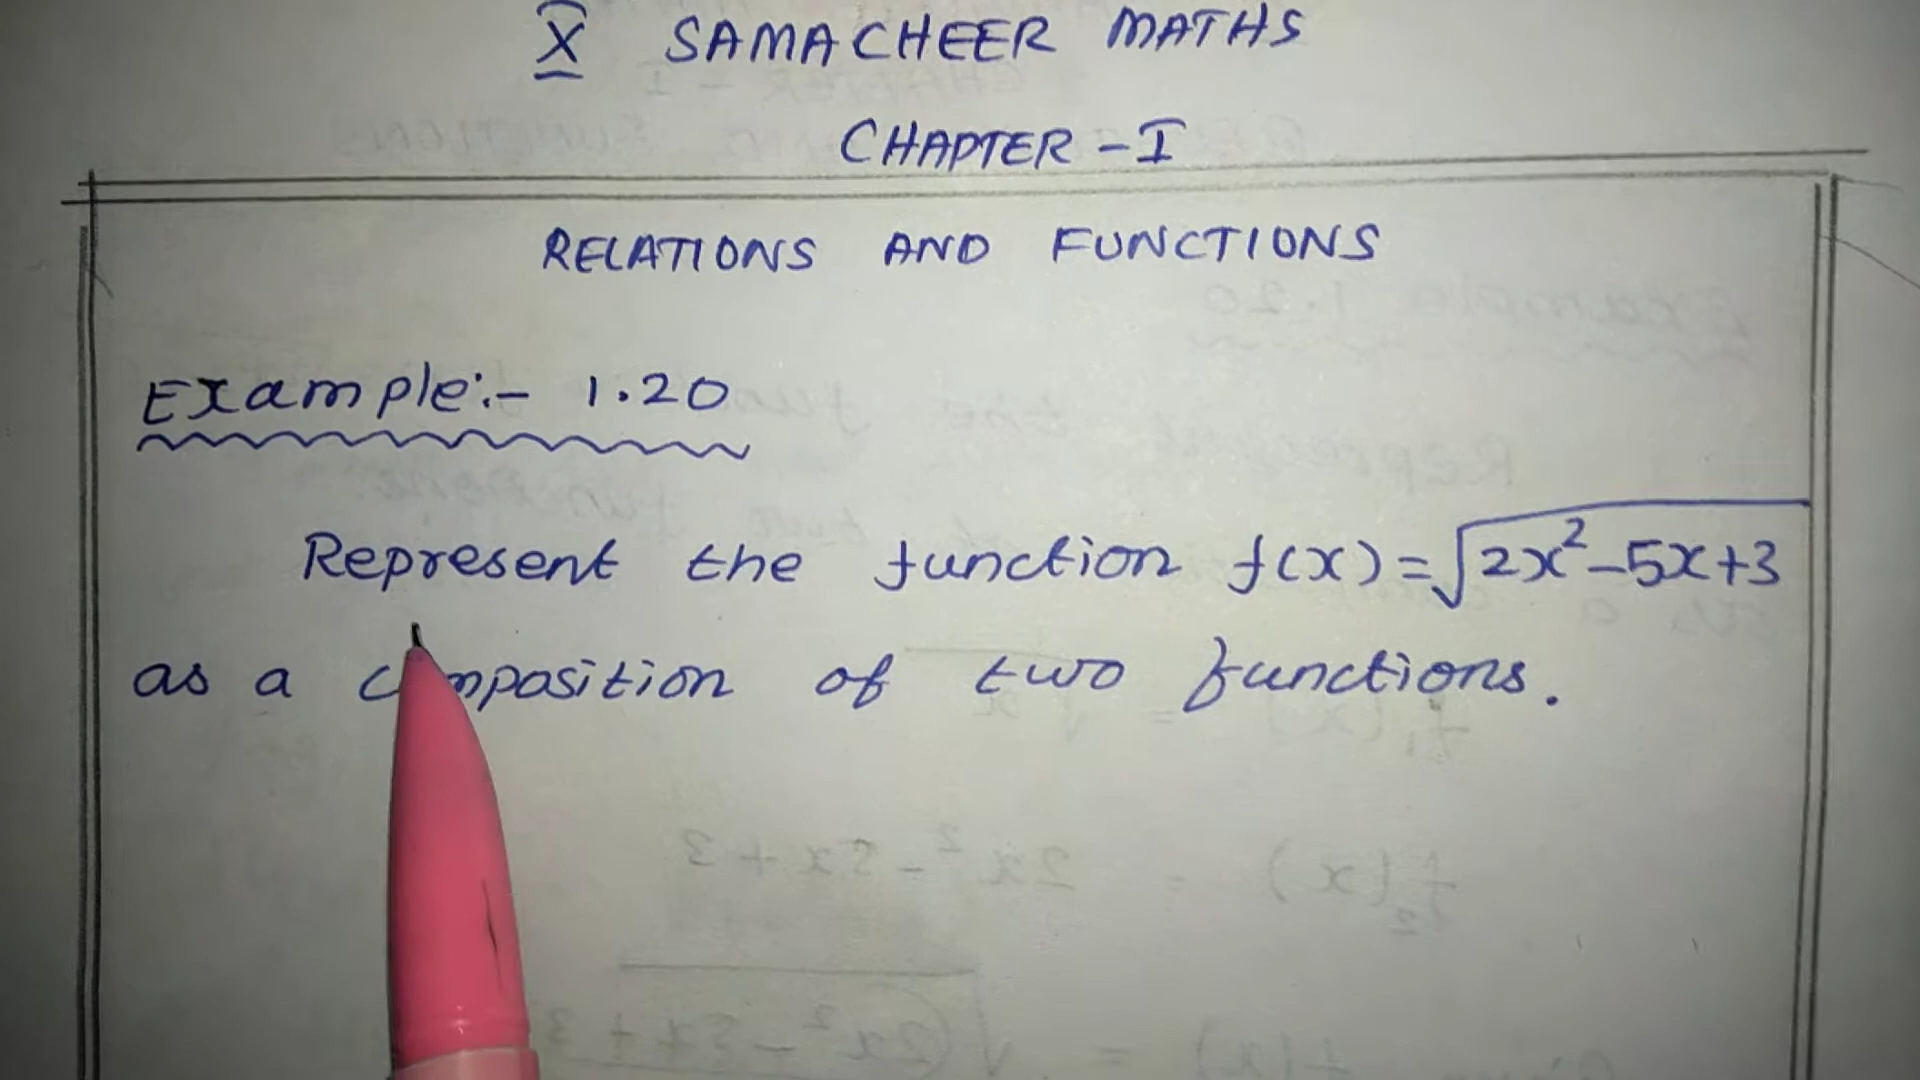 X SAMACHEER MATHS
CHAPTER - I
RELATIONS AND FUNCTIONS
Example:- 1.20
Represent the function f(x) = √2x²-5x+3
as a composition of two functions.